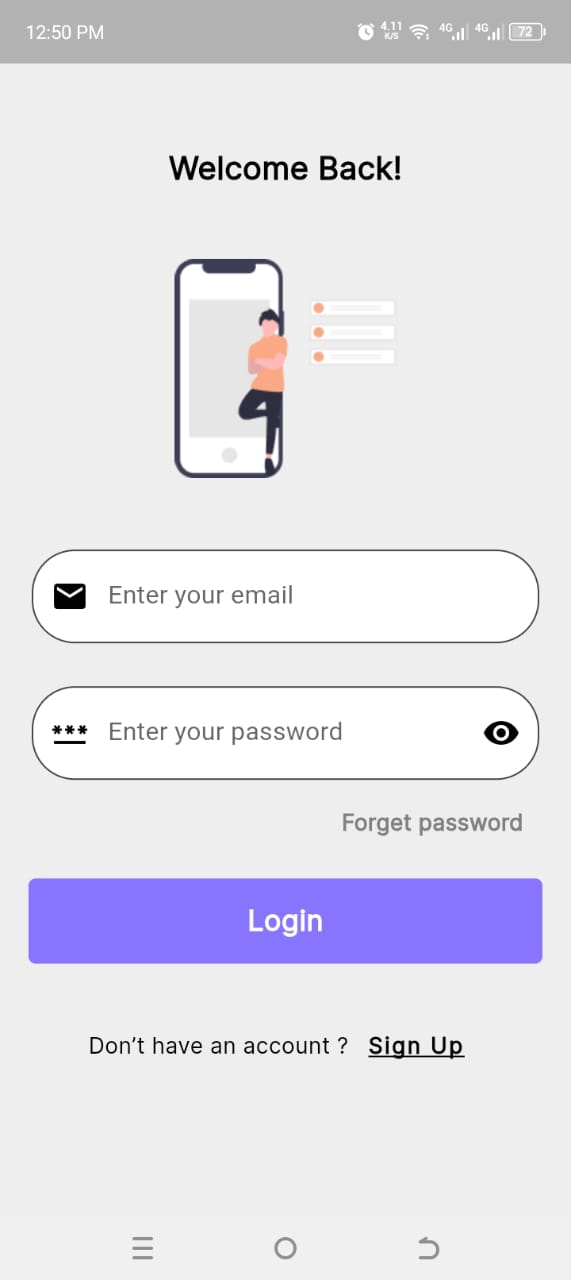 12:50 PM 4.11 K/S 4G 4G 72
Welcome Back!
Enter your email
*** Enter your password
Forget password
Login
Don’t have an account ? Sign Up